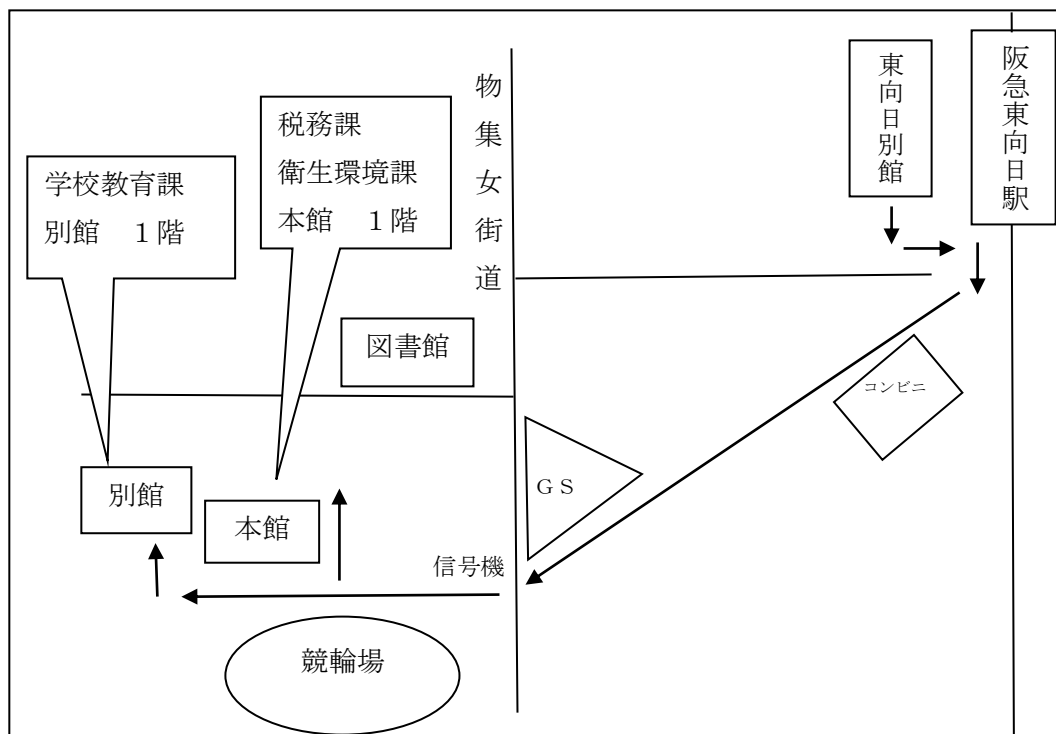 学校教育課
別館　１階
税務課
衛生環境課
本館　１階
物集女街道
東向日別館
阪急東向日駅
図書館
コンビニ
ＧＳ
別館
本館
信号機
競輪場